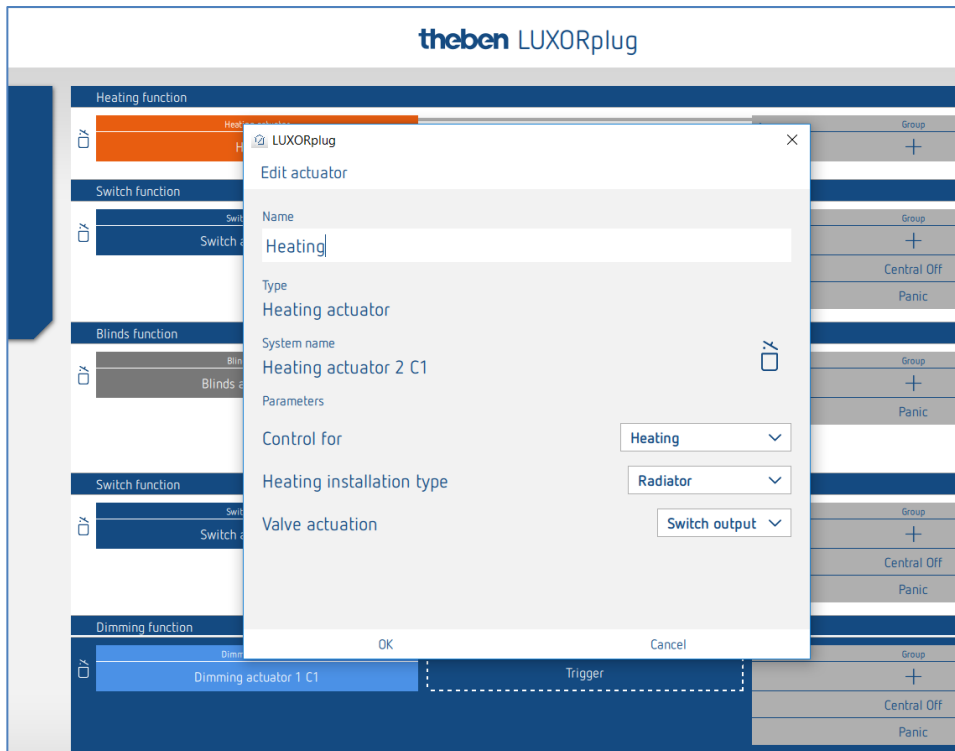 theben LUXORplug
Heating function
Group
LUXORplug
Edit actuator
Name
Heating
Type
Heating actuator
System name
Heating actuator 2 C1
Parameters
Control for
Heating
Heating installation type
Radiator
Valve actuation
Switch output
OK
Cancel
Switch function
Switch
Group
Central Off
Panic
Blinds function
Blinds
Group
Panic
Switch function
Switch
Group
Central Off
Panic
Dimming function
Dimming actuator 1 C1
Trigger
Group
Central Off
Panic